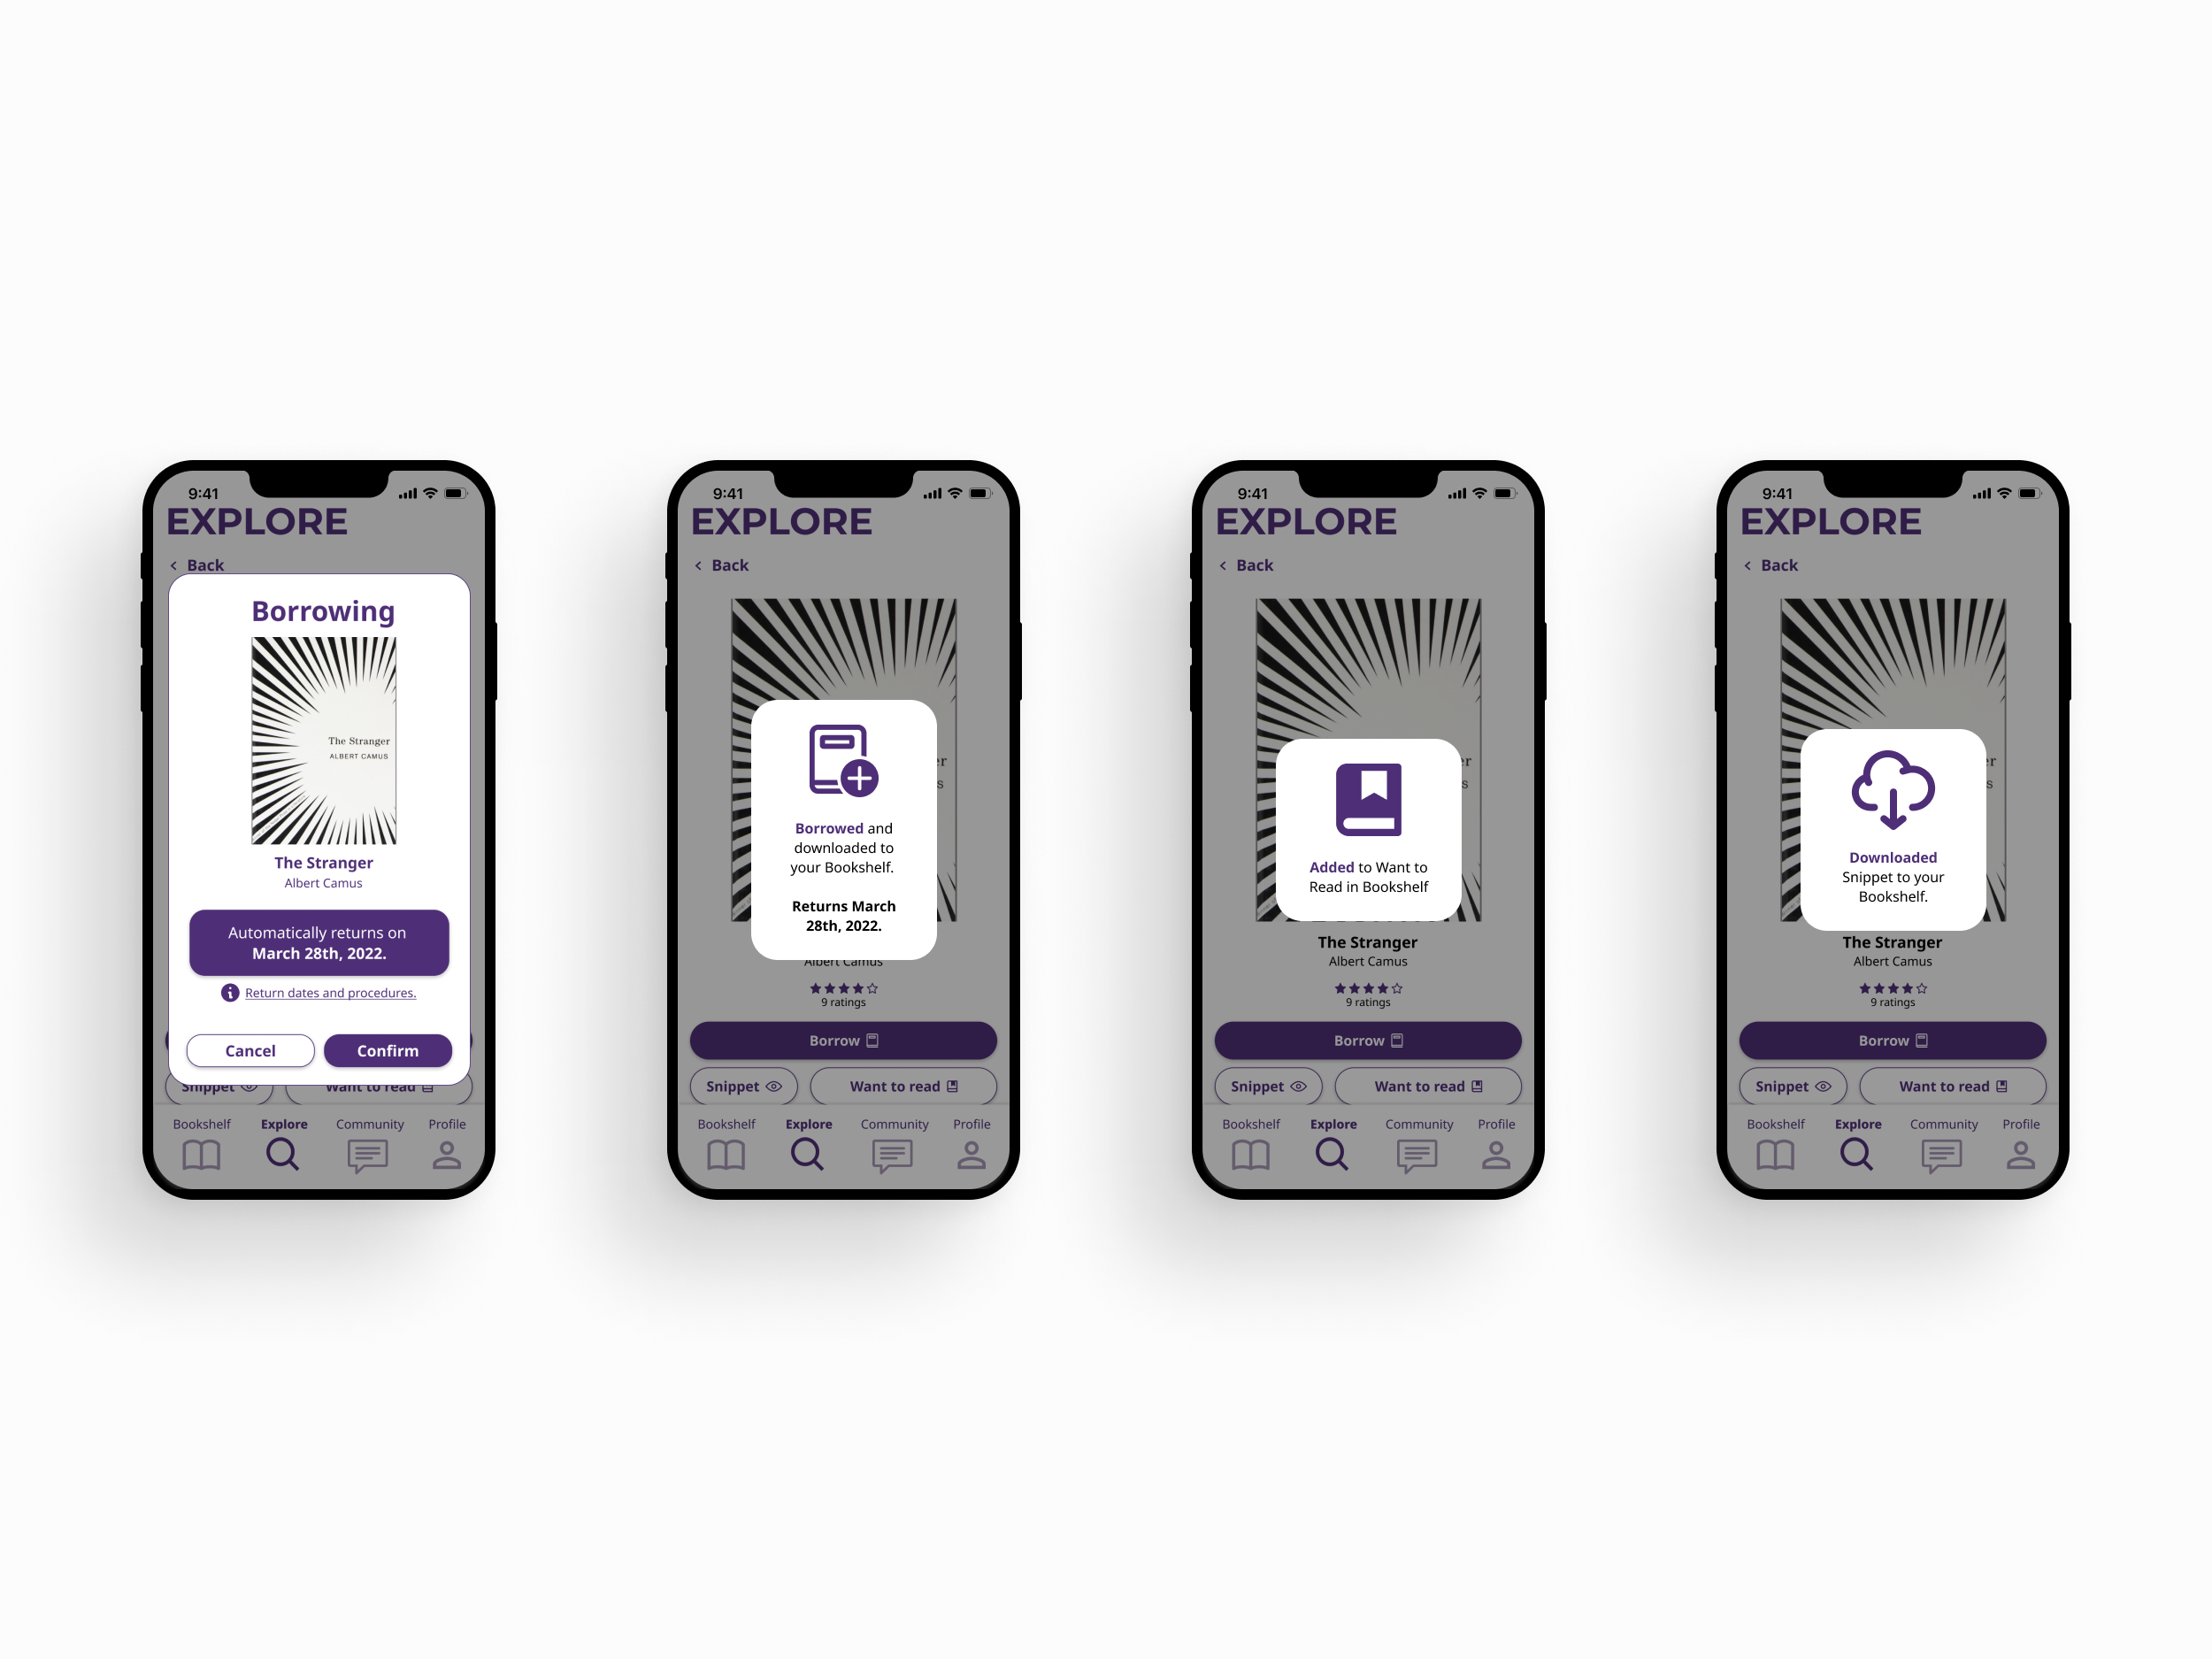 9:41
EXPLORE
Back
Borrowing
The Stranger
ALBERT CAMUS
The Stranger
Albert Camus
Automatically returns on
March 28th, 2022.
Return dates and procedures.
Cancel
Confirm
Snippet
Want to read
Bookshelf
Explore
Community
Profile
9:41
EXPLORE
Back
er
s
Borrowed and
downloaded to
your Bookshelf.
Returns March
28th, 2022.
Albert Camus
9 ratings
Borrow
Snippet
Want to read
Bookshelf
Explore
Community
Profile
9:41
EXPLORE
Back
er
s
Added to Want to
Read in Bookshelf
The Stranger
Albert Camus
9 ratings
Borrow
Snippet
Want to read
Bookshelf
Explore
Community
Profile
9:41
EXPLORE
Back
er
s
Downloaded
Snippet to your
Bookshelf.
The Stranger
Albert Camus
9 ratings
Borrow
Snippet
Want to read
Bookshelf
Explore
Community
Profile